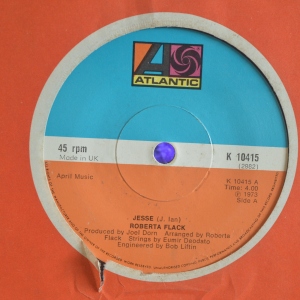 ATLANTIC
45 rpm
Made in UK
K 10415
(2982)
April Music
K 10415 A
Time: 4.00
℗ 1973
Side A
JESSE (J. Ian)
ROBERTA FLACK
Produced by Joel Dorn Arranged by Roberta
Flack Strings by Eumir Deodato
Engineered by Bob Liftin